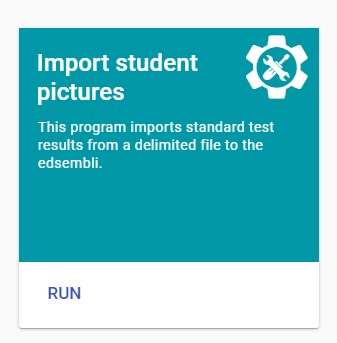 Import student
pictures
This program imports standard test
results from a delimited file to the
edsembli.
RUN